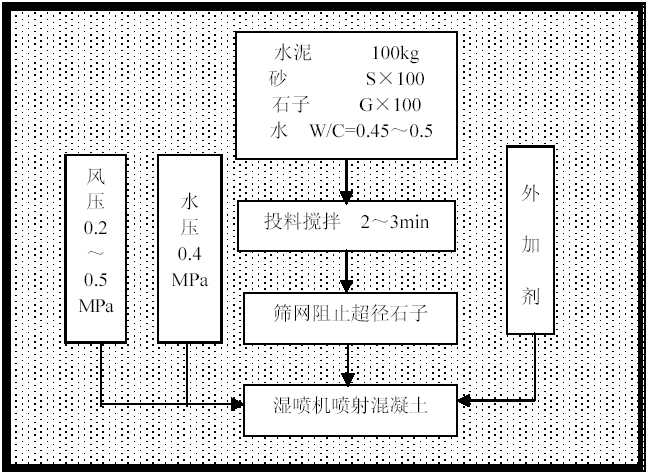 水泥 100kg
砂 S×100
石子 G×100
水 W/C=0.45～0.5
风
压
0.2
～
0.5
MPa
水
压
0.4
MPa
外
加
剂
投料搅拌 2～3min
筛网阻止超径石子
湿喷机喷射混凝土